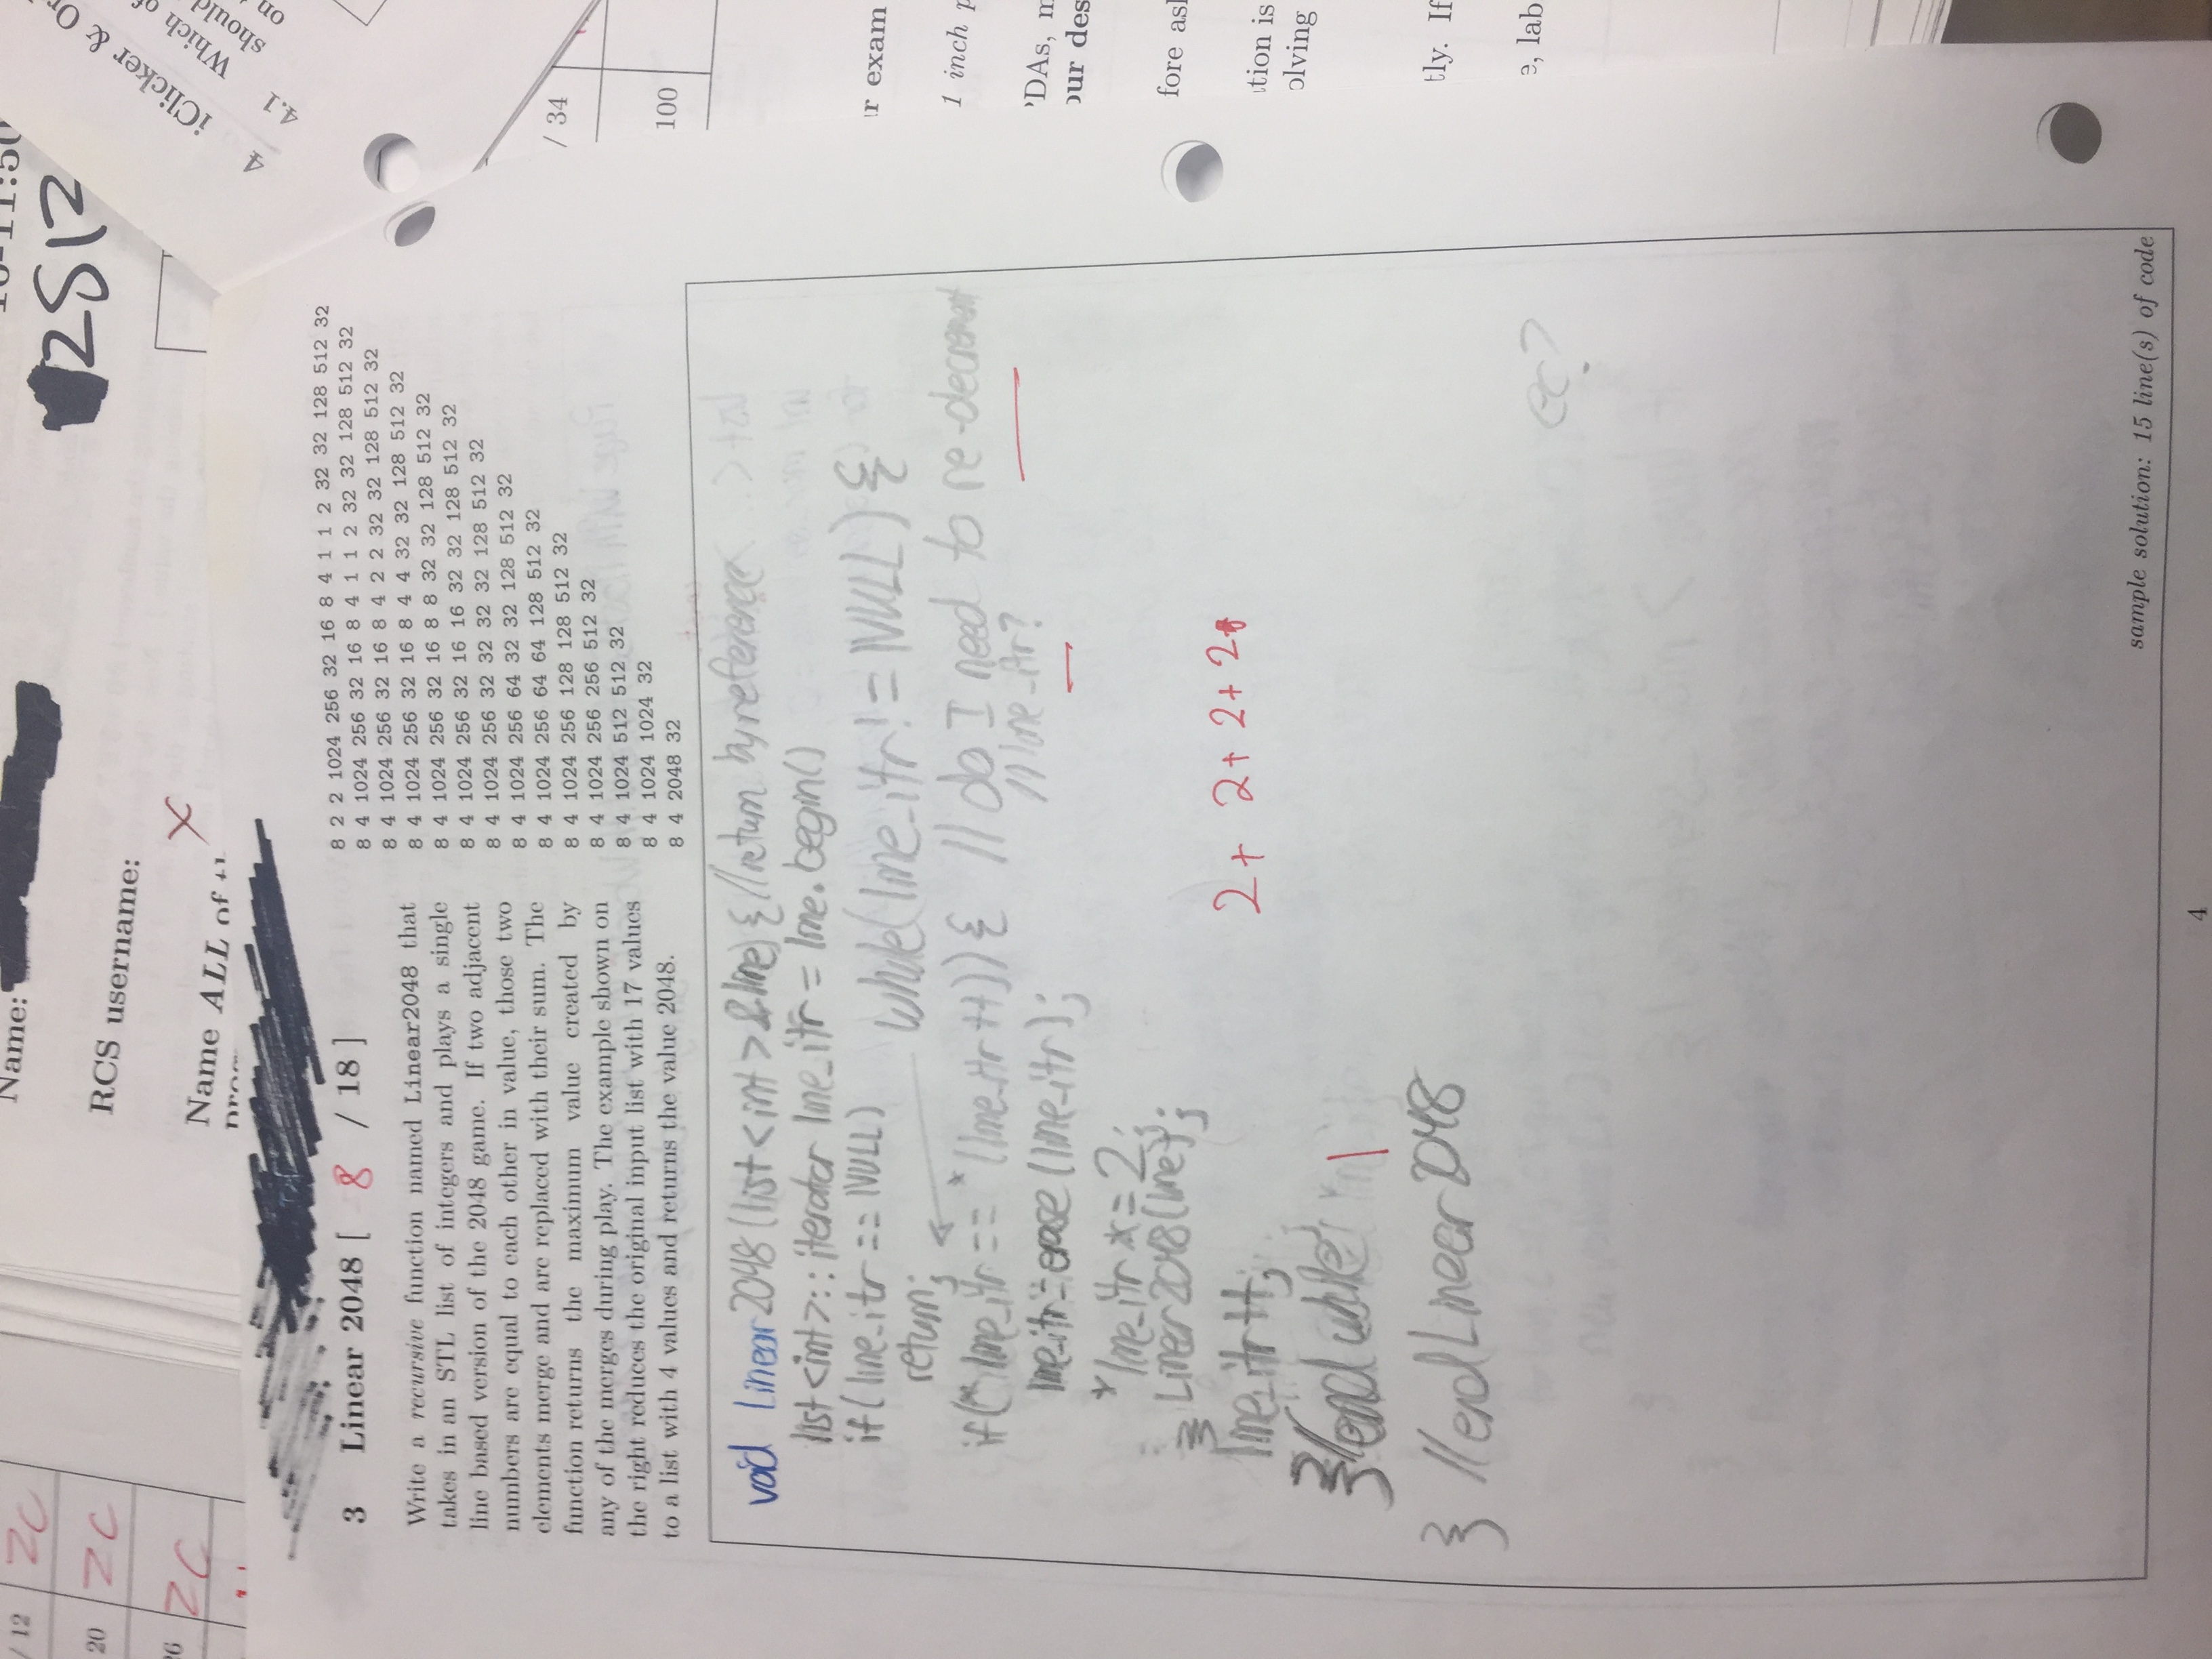 / 12 ZC
20 ZC
26 ZC
Name:
RCS username:
X
Name ALL of
10-11:50
2S12
4 iClicker &
4.1 Which of
should
on
3 Linear 2048 [ 8 / 18 ]
Write a recursive function named Linear2048 that
takes in an STL list of integers and plays a single
line based version of the 2048 game. If two adjacent
numbers are equal to each other in value, those two
elements merge and are replaced with their sum. The
function returns the maximum value created by
any of the merges during play. The example shown on
the right reduces the original input list with 17 values
to a list with 4 values and returns the value 2048.
8 2 2 1024 256 32 16 8 4 1 1 2 32 32 128 512 32
8 4 1024 256 32 16 8 4 1 1 2 32 32 128 512 32
8 4 1024 256 32 16 8 4 2 2 32 32 128 512 32
8 4 1024 256 32 16 8 4 4 32 32 128 512 32
8 4 1024 256 32 16 8 8 32 32 128 512 32
8 4 1024 256 32 16 16 32 32 128 512 32
8 4 1024 256 32 32 32 32 128 512 32
8 4 1024 256 64 32 32 128 512 32
8 4 1024 256 64 64 128 512 32
8 4 1024 256 128 128 512 32
8 4 1024 256 256 512 32
8 4 1024 512 512 32
8 4 1024 1024 32
8 4 2048 32
void Linear2048(list<int>&line){//return by reference
list<int>::iterator line_itr = line.begin()
if(line_itr == NULL)
while(line_itr != NULL){
return;
if(*line_itr == *(line_itr++)){ //do I need to re-decrement
//line_itr?
line_itr=erase(line_itr);
*line_itr *= 2;
Linear2048(line);
}
line_itr++;
2+ 2+ 2+ 2
}//end while
} //endLinear2048
ec?
sample solution: 15 line(s) of code
4
/ 34
100
r exam
1 inch
PDAs,
our des
fore
tion is
olving
tly. If
e, lab